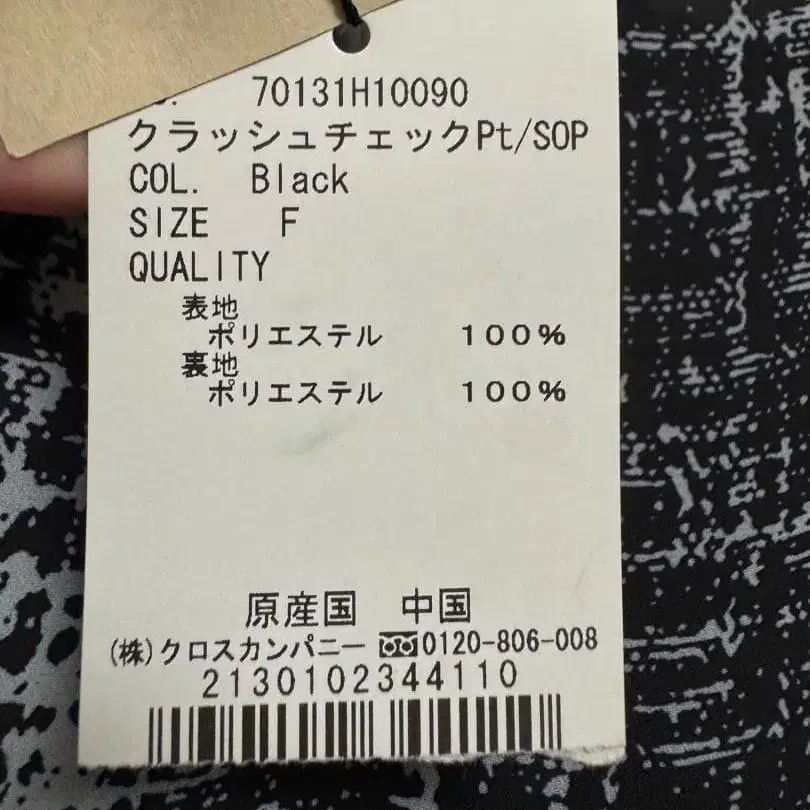 70131H10090
クラッシュチェックPt/SOP
COL. Black
SIZE F
QUALITY
表地
ポリエステル 100%
裏地
ポリエステル 100%
原産国 中国
(株)クロスカンパニー 0120-806-008
2130102344110